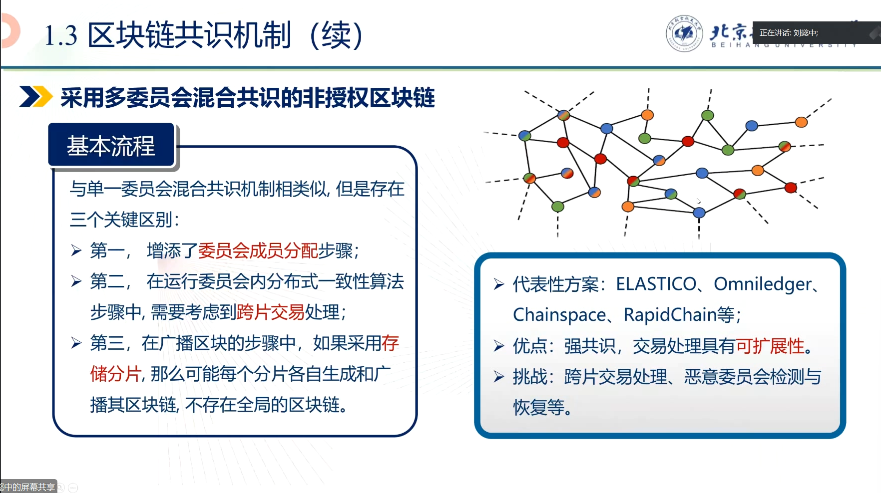 1.3 区块链共识机制（续）
北京
BEIHANG UNIVERSITY
正在讲话: 刘懿中;
采用多委员会混合共识的非授权区块链
基本流程
与单一委员会混合共识机制相类似, 但是存在
三个关键区别：
➢ 第一， 增添了委员会成员分配步骤；
➢ 第二， 在运行委员会内分布式一致性算法
步骤中, 需要考虑到跨片交易处理；
➢ 第三，在广播区块的步骤中，如果采用存
储分片, 那么可能每个分片各自生成和广
播其区块链, 不存在全局的区块链。
➢ 代表性方案：ELASTICO、Omniledger、
Chainspace、RapidChain等；
➢ 优点：强共识，交易处理具有可扩展性。
➢ 挑战：跨片交易处理、恶意委员会检测与
恢复等。
中的屏幕共享